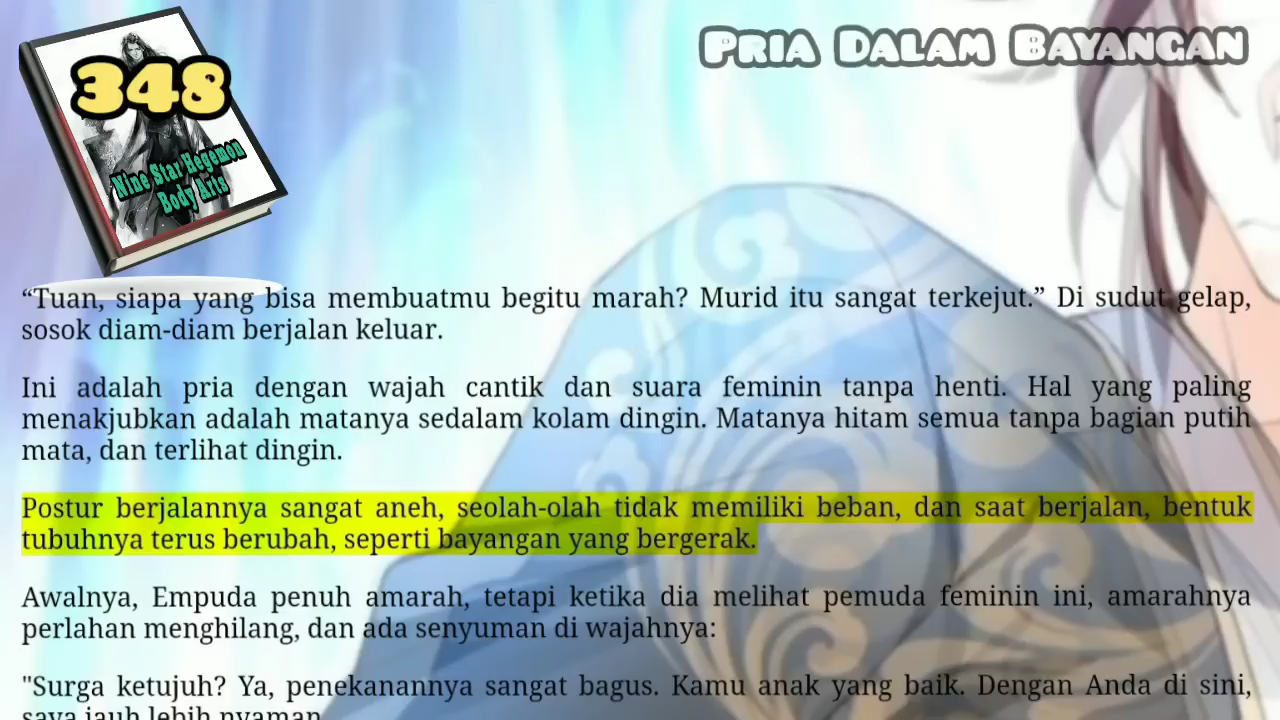 348
Nine Star Hegemon
Body Arts
Pria Dalam Bayangan
“Tuan, siapa yang bisa membuatmu begitu marah? Murid itu sangat terkejut.” Di sudut gelap,
sosok diam-diam berjalan keluar.
Ini adalah pria dengan wajah cantik dan suara feminin tanpa henti. Hal yang paling
menakjubkan adalah matanya sedalam kolam dingin. Matanya hitam semua tanpa bagian putih
mata, dan terlihat dingin.
Postur berjalannya sangat aneh, seolah-olah tidak memiliki beban, dan saat berjalan, bentuk
tubuhnya terus berubah, seperti bayangan yang bergerak.
Awalnya, Empuda penuh amarah, tetapi ketika dia melihat pemuda feminin ini, amarahnya
perlahan menghilang, dan ada senyuman di wajahnya:
"Surga ketujuh? Ya, penekanannya sangat bagus. Kamu anak yang baik. Dengan Anda di sini,
saya jauh lebih nyaman